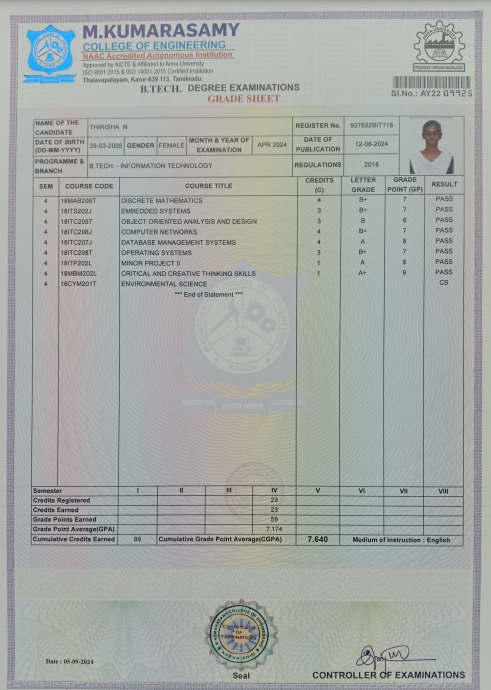 M.KUMARASAMY
COLLEGE OF ENGINEERING
NAAC Accredited Autonomous Institution
Approved by AICTE & Affiliated to Anna University
ISO 9001:2015 & ISO 14001:2015 Certified Institution
Thalavapalayam, Karur-639 113, Tamilnadu.
SI.No.: AY22 09925
B.TECH. DEGREE EXAMINATIONS
GRADE SHEET
NAME OF THE CANDIDATE THIRISHA N REGISTER No. 927622BIT118
DATE OF BIRTH (DD-MM-YYYY) 29-03-2005 GENDER FEMALE MONTH & YEAR OF EXAMINATION APR 2024 DATE OF PUBLICATION 12-08-2024
PROGRAMME & BRANCH B.TECH. - INFORMATION TECHNOLOGY REGULATIONS 2018
SEM COURSE CODE COURSE TITLE CREDITS (C) LETTER GRADE GRADE POINT (GP) RESULT
4 18MAB206T DISCRETE MATHEMATICS 4 B+ 7 PASS
4 18ITS202J EMBEDDED SYSTEMS 3 B+ 7 PASS
4 18ITC205T OBJECT ORIENTED ANALYSIS AND DESIGN 3 B 6 PASS
4 18ITC206J COMPUTER NETWORKS 4 B+ 7 PASS
4 18ITC207J DATABASE MANAGEMENT SYSTEMS 4 A 8 PASS
4 18ITC208T OPERATING SYSTEMS 3 B+ 7 PASS
4 18ITP202L MINOR PROJECT II 1 A 8 PASS
4 18MBM202L CRITICAL AND CREATIVE THINKING SKILLS 1 A+ 9 PASS
4 18CYM201T ENVIRONMENTAL SCIENCE CS
*** End of Statement ***
Semester I II III IV V VI VII VIII
Credits Registered 23
Credits Earned 23
Grade Points Earned 59
Grade Point Average(GPA) 7.174
Cumulative Credits Earned 89 Cumulative Grade Point Average(CGPA) 7.640 Medium of Instruction : English
CONTROLLER OF EXAMINATIONS
Date : 05-09-2024
Seal
CONTROLLER OF EXAMINATIONS